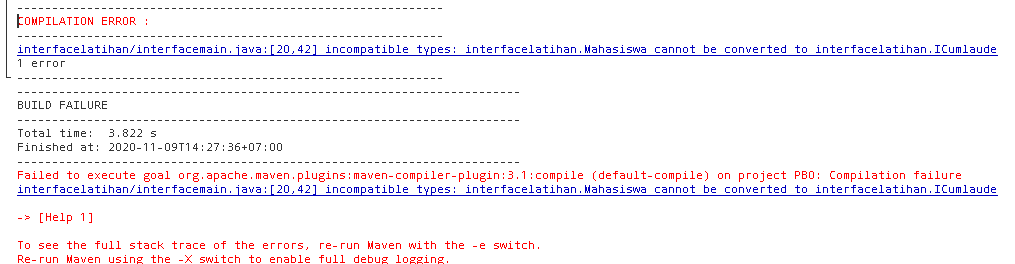 ------------------------------------------------------------------
COMPILATION ERROR :
------------------------------------------------------------------
interfacelatihan/interfacemain.java:[20,42] incompatible types: interfacelatihan.Mahasiswa cannot be converted to interfacelatihan.ICumlaude
1 error
------------------------------------------------------------------
------------------------------------------------------------------------------
BUILD FAILURE
------------------------------------------------------------------------------
Total time:  3.822 s
Finished at: 2020-11-09T14:27:36+07:00
------------------------------------------------------------------------------
Failed to execute goal org.apache.maven.plugins:maven-compiler-plugin:3.1:compile (default-compile) on project PBO: Compilation failure
interfacelatihan/interfacemain.java:[20,42] incompatible types: interfacelatihan.Mahasiswa cannot be converted to interfacelatihan.ICumlaude
-> [Help 1]
To see the full stack trace of the errors, re-run Maven with the -e switch.
Re-run Maven using the -X switch to enable full debug logging.